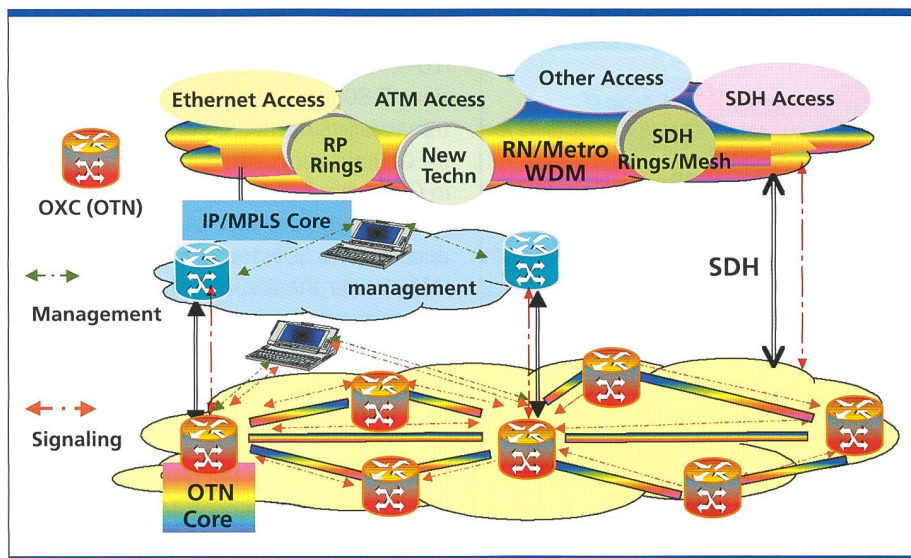 Ethernet Access
ATM Access
Other Access
SDH Access
RP
Rings
New
Techn
RN/Metro
WDM
SDH
Rings/Mesh
OXC (OTN)
IP/MPLS Core
management
SDH
Management
Signaling
OTN
Core